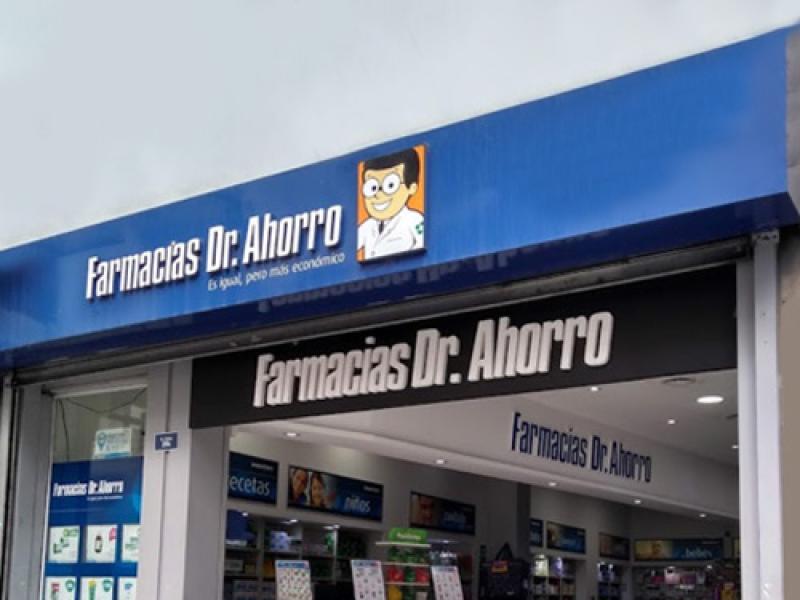 Farmacias Dr. Ahorro
Es igual, pero más económico
Farmacias Dr. Ahorro
Farmacias Dr. Ahorro
Farmacias Dr. Ahorro
ecetas
niños
bebés